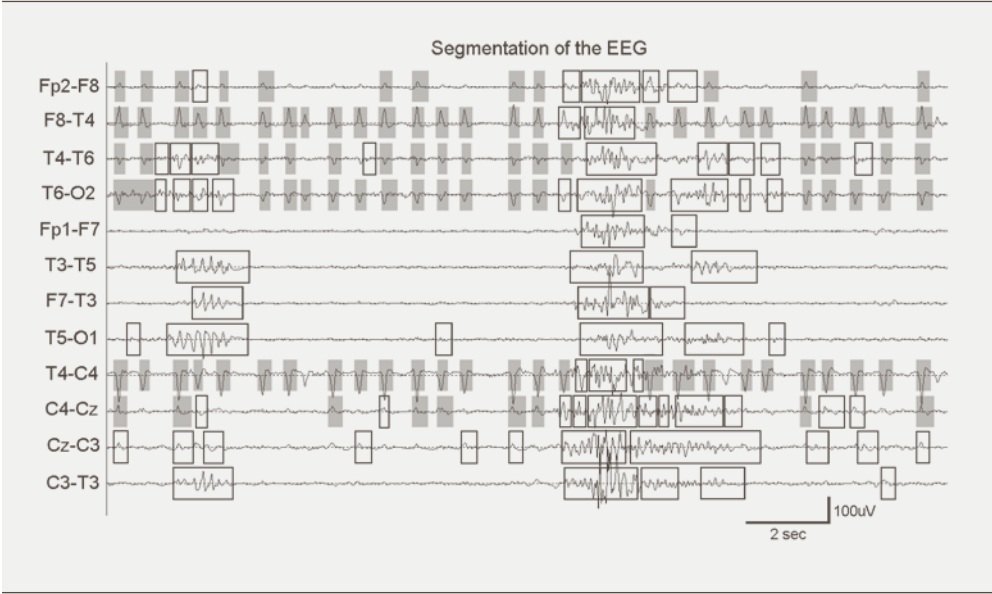 Segmentation of the EEG
Fp2-F8
F8-T4
T4-T6
T6-O2
Fp1-F7
T3-T5
F7-T3
T5-O1
T4-C4
C4-Cz
Cz-C3
C3-T3
100uV
2 sec